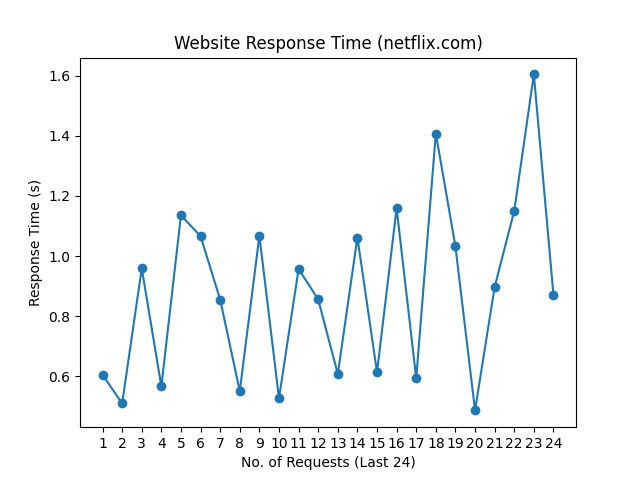 Website Response Time (netflix.com)
1.6
1.4
1.2
1.0
0.8
0.6
Response Time (s)
1 2 3 4 5 6 7 8 9 10 11 12 13 14 15 16 17 18 19 20 21 22 23 24
No. of Requests (Last 24)